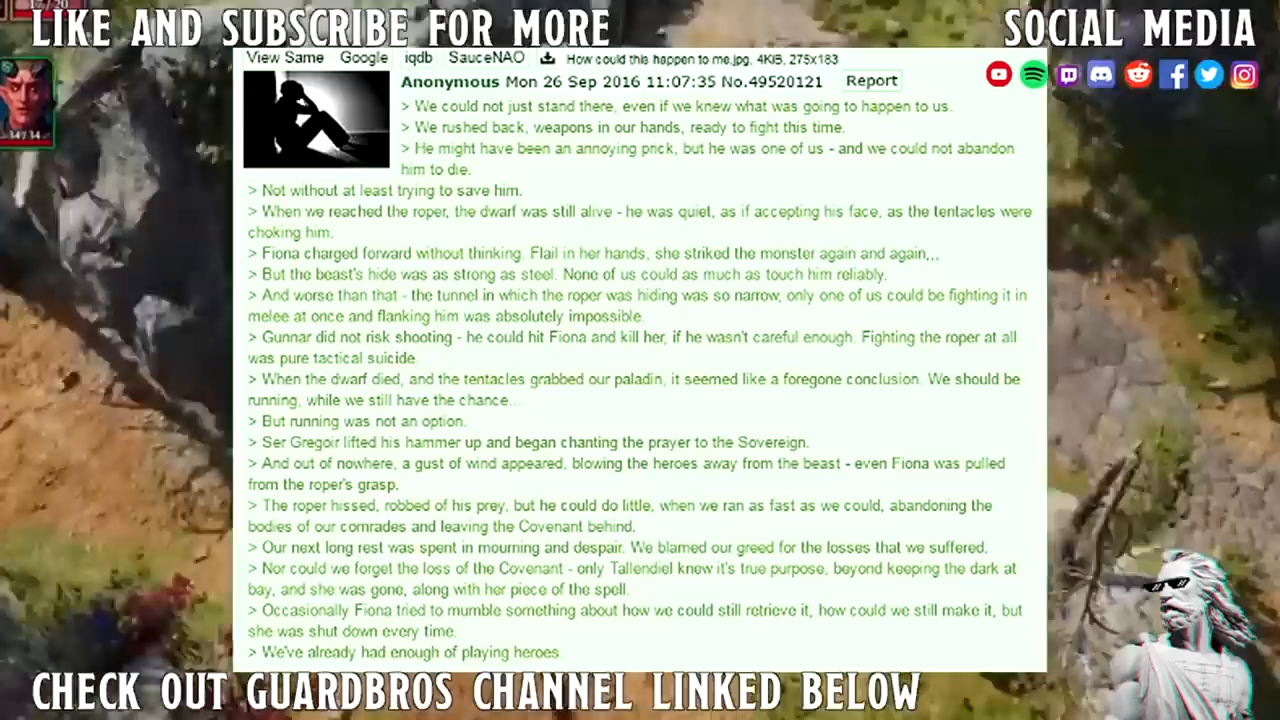 17/20
LIKE AND SUBSCRIBE FOR MORE
SOCIAL MEDIA
View Same Google iqdb SauceNAO How could this happen to me.jpg, 4KiB, 275x183
Anonymous Mon 26 Sep 2016 11:07:35 No.49520121 Report
> We could not just stand there, even if we knew what was going to happen to us.
> We rushed back, weapons in our hands, ready to fight this time.
> He might have been an annoying prick, but he was one of us - and we could not abandon
him to die.
> Not without at least trying to save him.
> When we reached the roper, the dwarf was still alive - he was quiet, as if accepting his face, as the tentacles were
choking him.
> Fiona charged forward without thinking. Flail in her hands, she striked the monster again and again,..
> But the beast's hide was as strong as steel. None of us could as much as touch him reliably.
> And worse than that - the tunnel in which the roper was hiding was so narrow, only one of us could be fighting it in
melee at once and flanking him was absolutely impossible.
> Gunnar did not risk shooting - he could hit Fiona and kill her, if he wasn't careful enough. Fighting the roper at all
was pure tactical suicide.
> When the dwarf died, and the tentacles grabbed our paladin, it seemed like a foregone conclusion. We should be
running, while we still have the chance...
> But running was not an option.
> Ser Gregoir lifted his hammer up and began chanting the prayer to the Sovereign.
> And out of nowhere, a gust of wind appeared, blowing the heroes away from the beast - even Fiona was pulled
from the roper's grasp.
> The roper hissed, robbed of his prey, but he could do little, when we ran as fast as we could, abandoning the
bodies of our comrades and leaving the Covenant behind.
> Our next long rest was spent in mourning and despair. We blamed our greed for the losses that we suffered.
> Nor could we forget the loss of the Covenant - only Tallendiel knew it's true purpose, beyond keeping the dark at
bay, and she was gone, along with her piece of the spell.
> Occasionally Fiona tried to mumble something about how we could still retrieve it, how could we still make it, but
she was shut down every time.
> We've already had enough of playing heroes.
34/34
CHECK OUT GUARDBROS CHANNEL LINKED BELOW